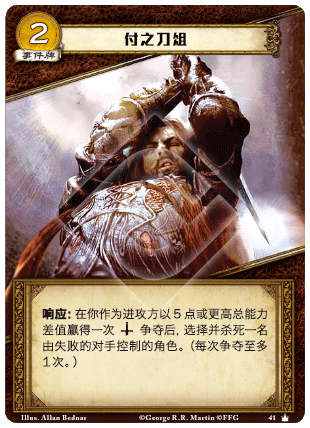 2
事件牌
付之刀俎
响应: 在你作为进攻方以 5 点或更高总能力
差值赢得一次 争夺后, 选择并杀死一名
由失败的对手控制的角色。(每次争夺至多
1次。)
Illus. Allan Bednar ©George R.R. Martin ©FFG 41